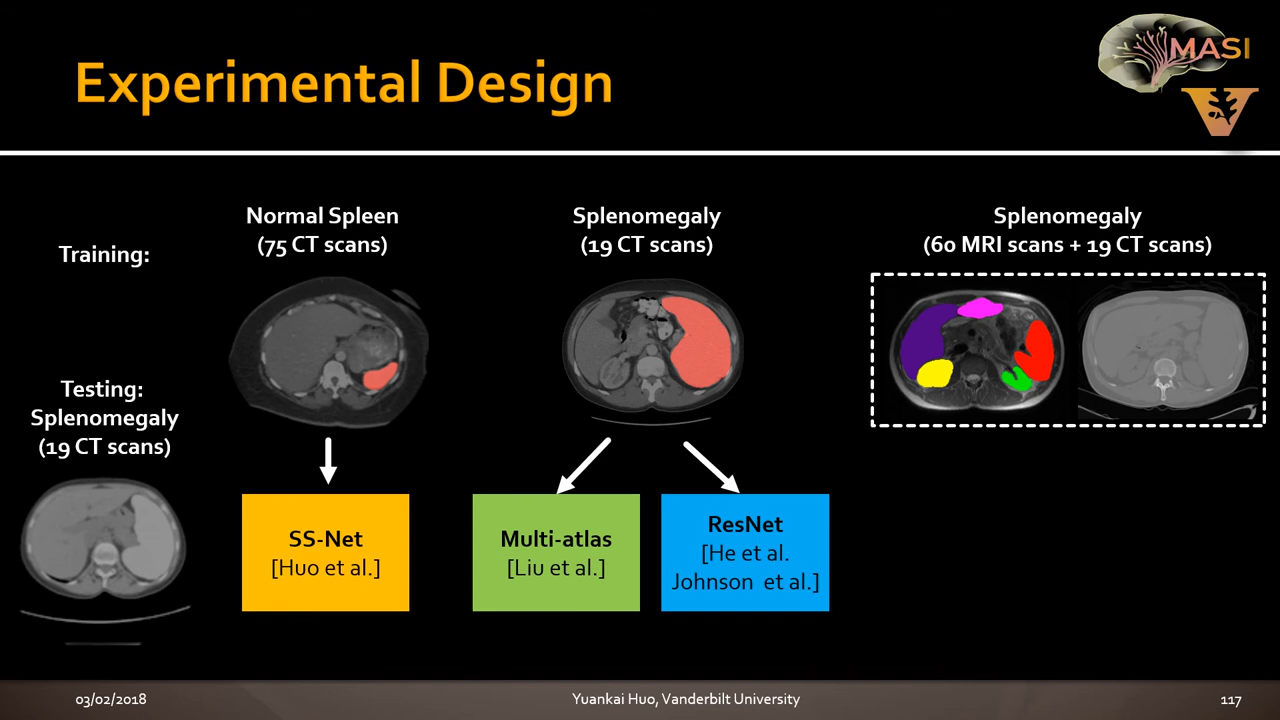 Experimental Design
MASI
V
Training:
Normal Spleen
(75 CT scans)
Splenomegaly
(19 CT scans)
Splenomegaly
(60 MRI scans + 19 CT scans)
Testing:
Splenomegaly
(19 CT scans)
SS-Net
[Huo et al.]
Multi-atlas
[Liu et al.]
ResNet
[He et al.
Johnson et al.]
03/02/2018
Yuankai Huo, Vanderbilt University
117